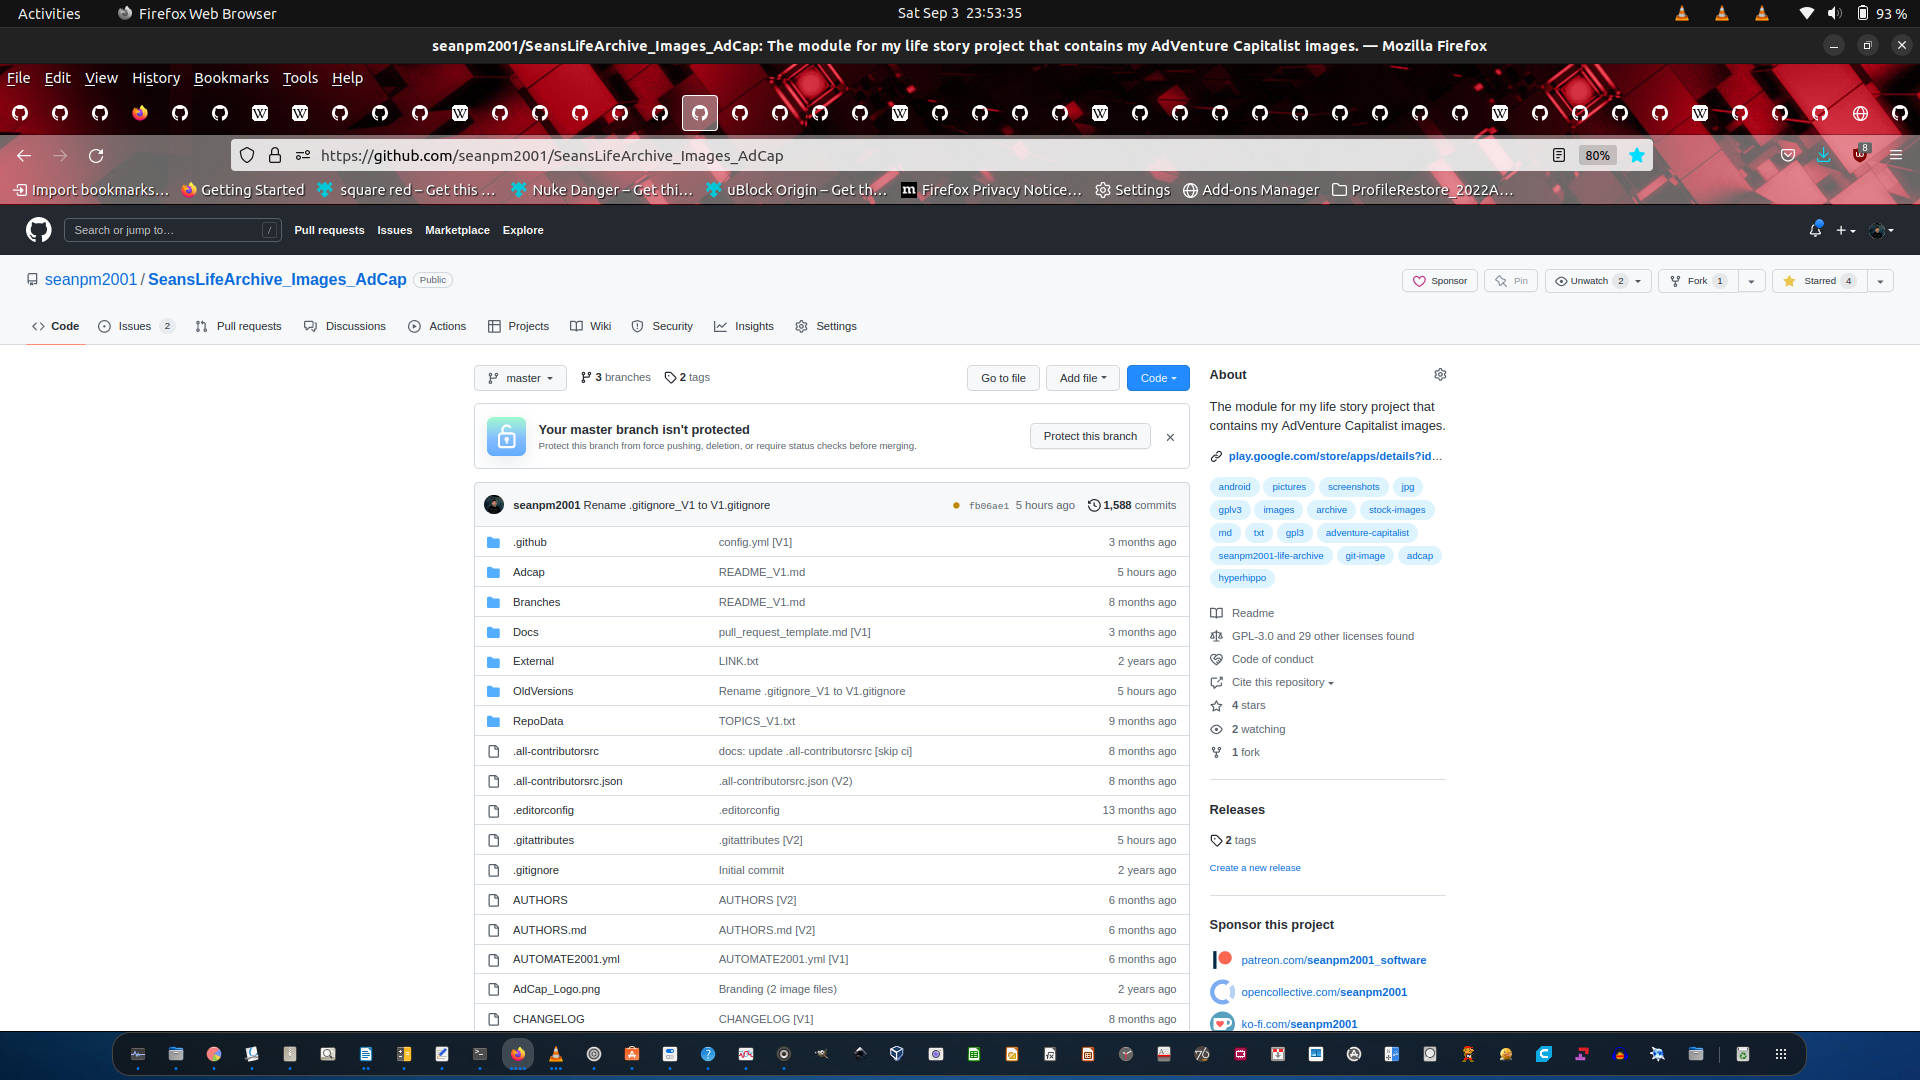 Activities
Firefox Web Browser
Sat Sep 3 23:53:35
93 %
seanpm2001/SeansLifeArchive_Images_AdCap: The module for my life story project that contains my AdVenture Capitalist images. — Mozilla Firefox
File Edit View History Bookmarks Tools Help
https://github.com/seanpm2001/SeansLifeArchive_Images_AdCap
80%
8
Import bookmarks… Getting Started square red – Get this … Nuke Danger – Get thi… uBlock Origin – Get th… Firefox Privacy Notice… Settings Add-ons Manager ProfileRestore_2022A…
Search or jump to… / Pull requests Issues Marketplace Explore
seanpm2001 / SeansLifeArchive_Images_AdCap Public
Sponsor Pin Unwatch 2 Fork 1 Starred 4
Code Issues 2 Pull requests Discussions Actions Projects Wiki Security Insights Settings
master 3 branches 2 tags Go to file Add file Code
Your master branch isn't protected
Protect this branch from force pushing, deletion, or require status checks before merging.
Protect this branch
seanpm2001 Rename .gitignore_V1 to V1.gitignore fb06ae1 5 hours ago 1,588 commits
.github config.yml [V1] 3 months ago
Adcap README_V1.md 5 hours ago
Branches README_V1.md 8 months ago
Docs pull_request_template.md [V1] 3 months ago
External LINK.txt 2 years ago
OldVersions Rename .gitignore_V1 to V1.gitignore 5 hours ago
RepoData TOPICS_V1.txt 9 months ago
.all-contributorsrc docs: update .all-contributorsrc [skip ci] 8 months ago
.all-contributorsrc.json .all-contributorsrc.json (V2) 8 months ago
.editorconfig .editorconfig 13 months ago
.gitattributes .gitattributes [V2] 5 hours ago
.gitignore Initial commit 2 years ago
AUTHORS AUTHORS [V2] 6 months ago
AUTHORS.md AUTHORS.md [V2] 6 months ago
AUTOMATE2001.yml AUTOMATE2001.yml [V1] 6 months ago
AdCap_Logo.png Branding (2 image files) 2 years ago
CHANGELOG CHANGELOG [V1] 8 months ago
About
The module for my life story project that
contains my AdVenture Capitalist images.
play.google.com/store/apps/details?id…
android pictures screenshots jpg
gplv3 images archive stock-images
md txt gpl3 adventure-capitalist
seanpm2001-life-archive git-image adcap
hyperhippo
Readme
GPL-3.0 and 29 other licenses found
Code of conduct
Cite this repository
4 stars
2 watching
1 fork
Releases
2 tags
Create a new release
Sponsor this project
patreon.com/seanpm2001_software
opencollective.com/seanpm2001
ko-fi.com/seanpm2001